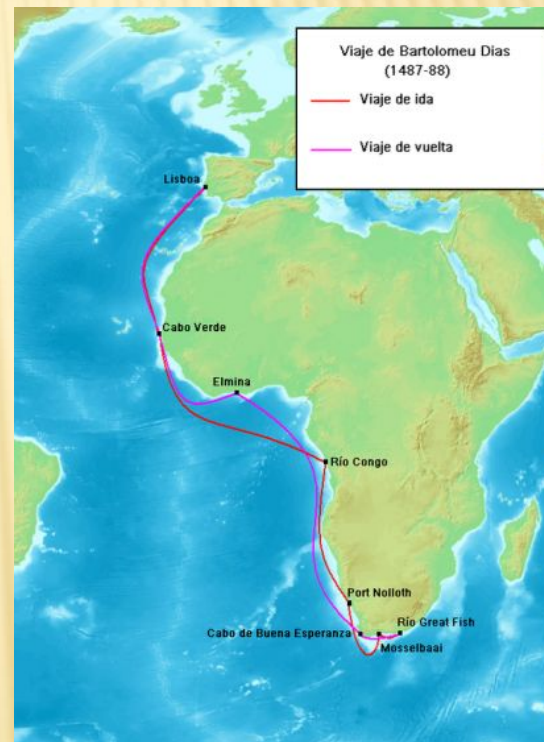 Viaje de Bartolomeu Dias
(1487-88)
Viaje de ida
Viaje de vuelta
Lisboa
Cabo Verde
Elmina
Río Congo
Port Nolloth
Río Great Fish
Cabo de Buena Esperanza
Mosselbaai